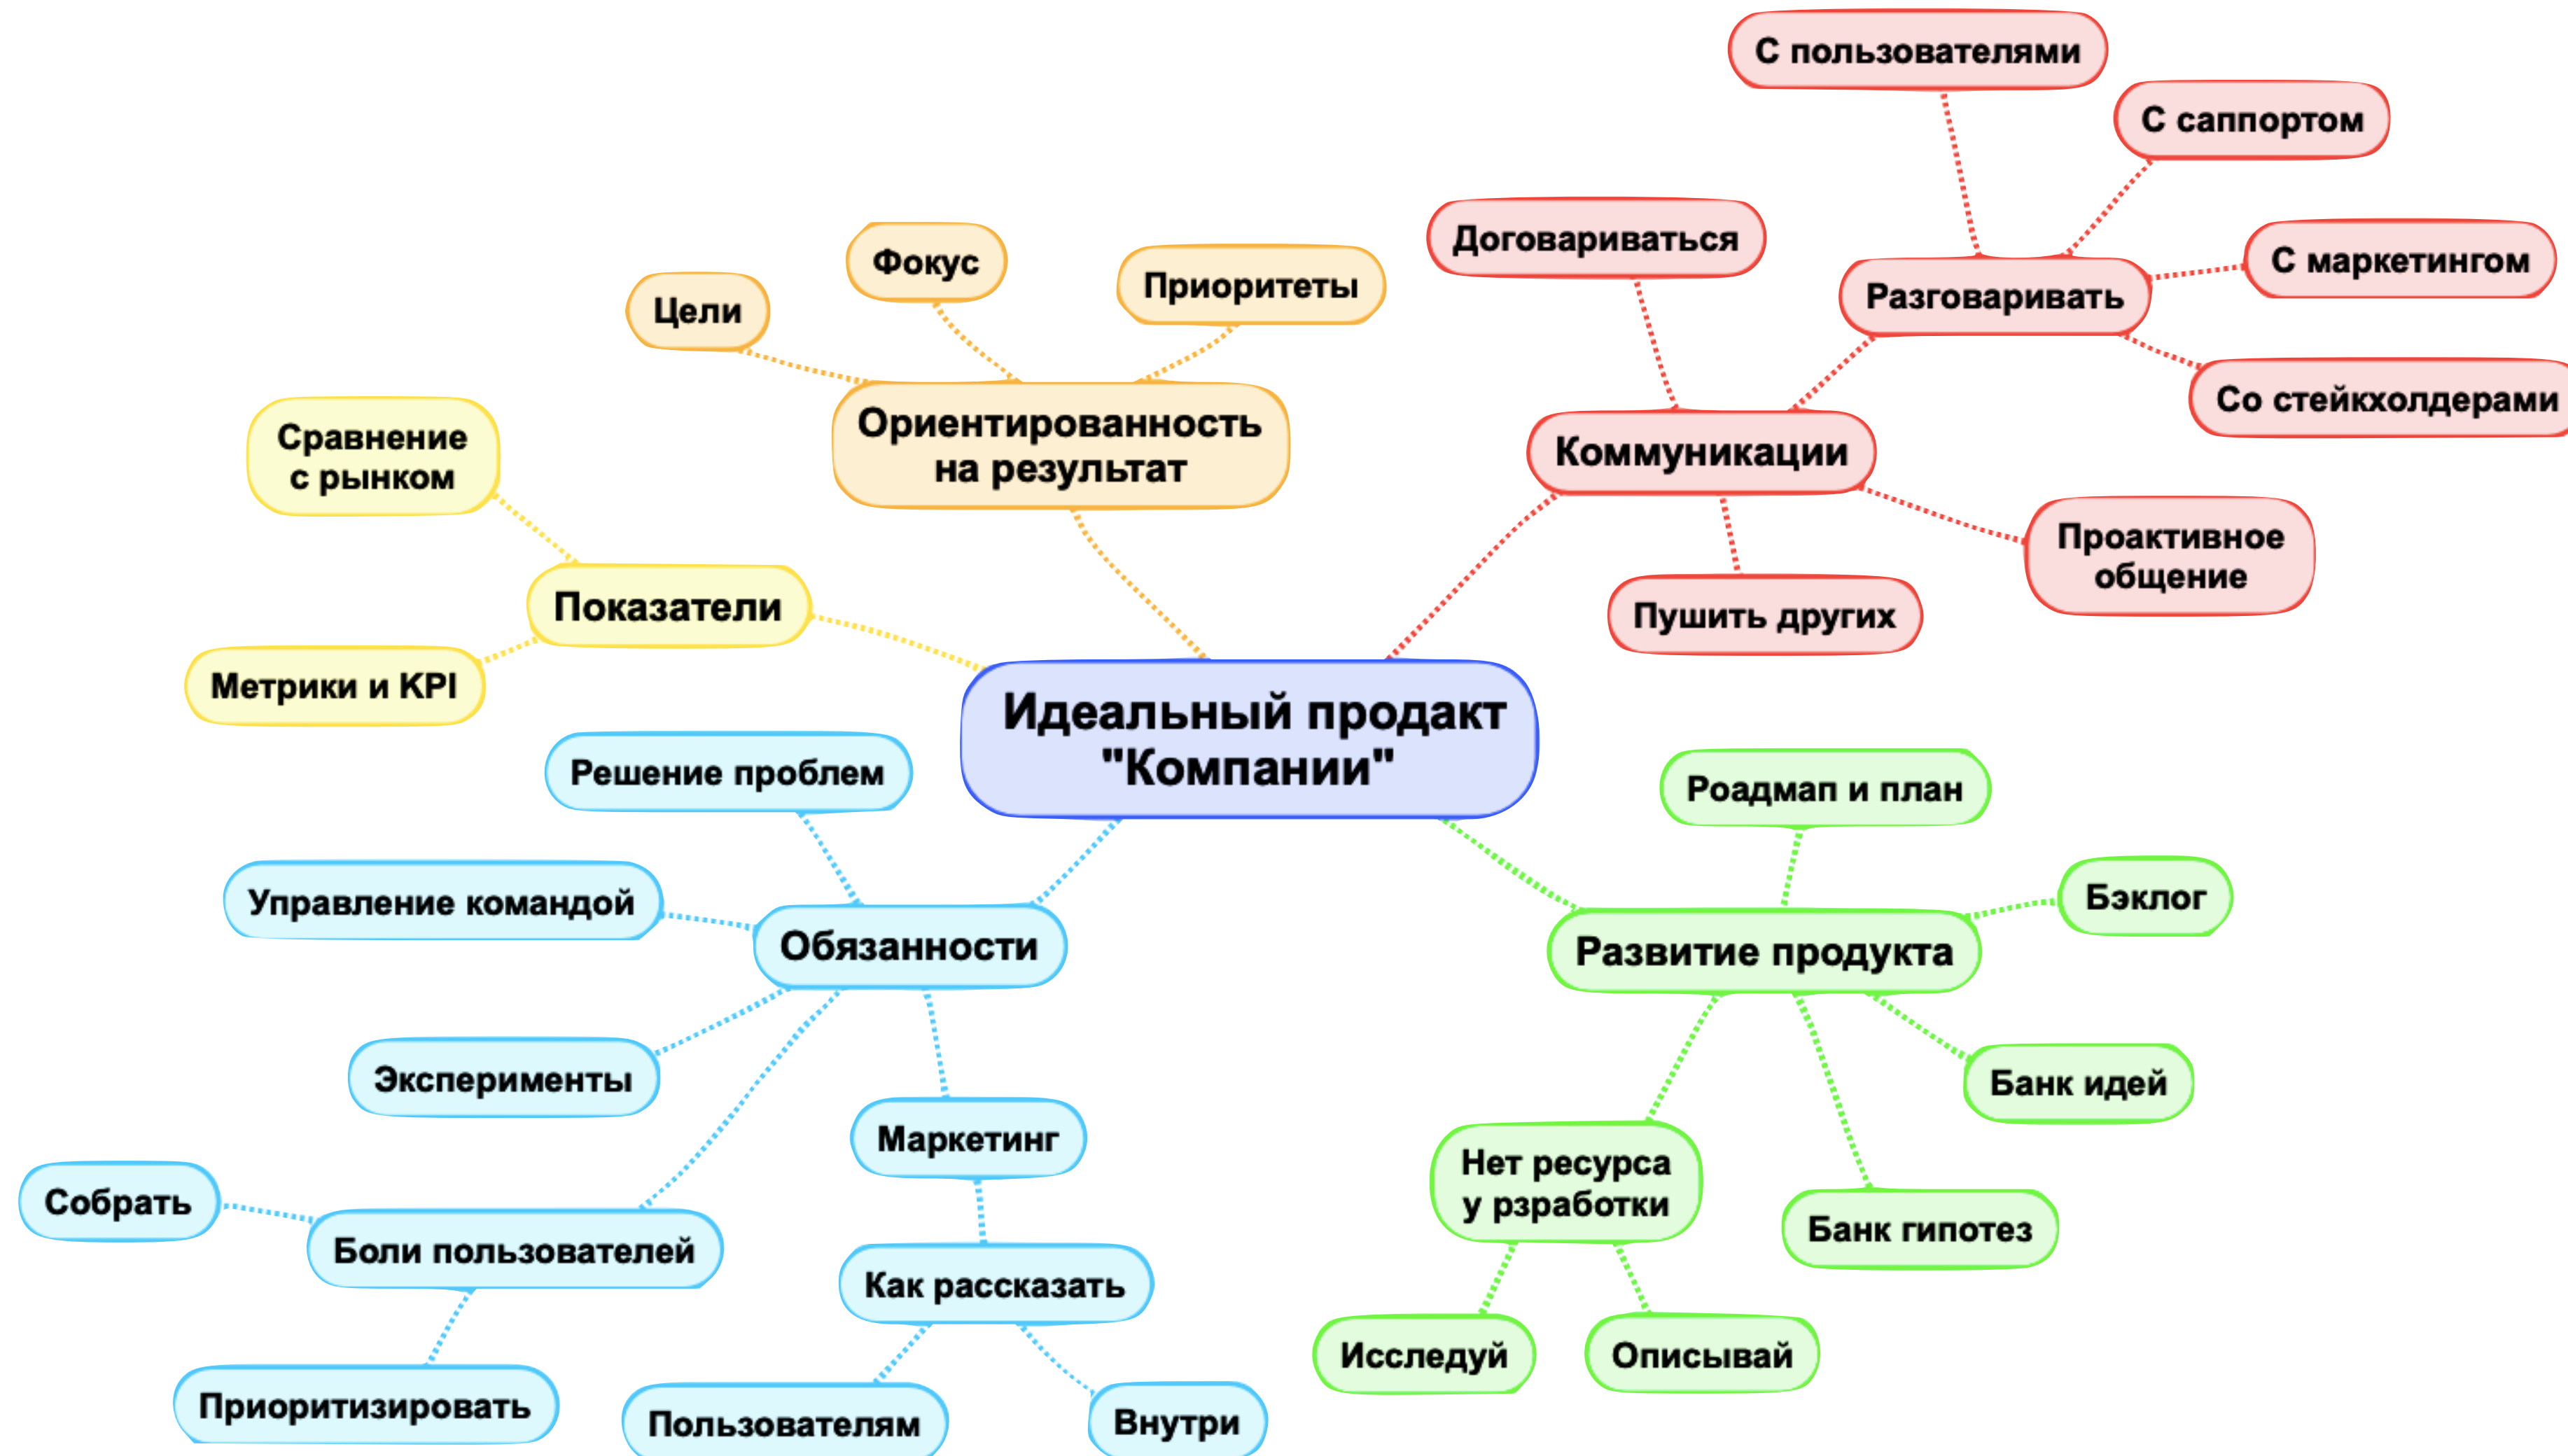 С пользователями
С саппортом
Договариваться
С маркетингом
Разговаривать
Со стейкхолдерами
Коммуникации
Проактивное
общение
Пушить других
Фокус
Приоритеты
Цели
Ориентированность
на результат
Сравнение
с рынком
Показатели
Метрики и KPI
Идеальный продакт
"Компании"
Решение проблем
Управление командой
Обязанности
Эксперименты
Маркетинг
Собрать
Боли пользователей
Как рассказать
Приоритизировать
Пользователям
Внутри
Роадмап и план
Бэклог
Развитие продукта
Банк идей
Нет ресурса
у рзработки
Банк гипотез
Исследуй
Описывай